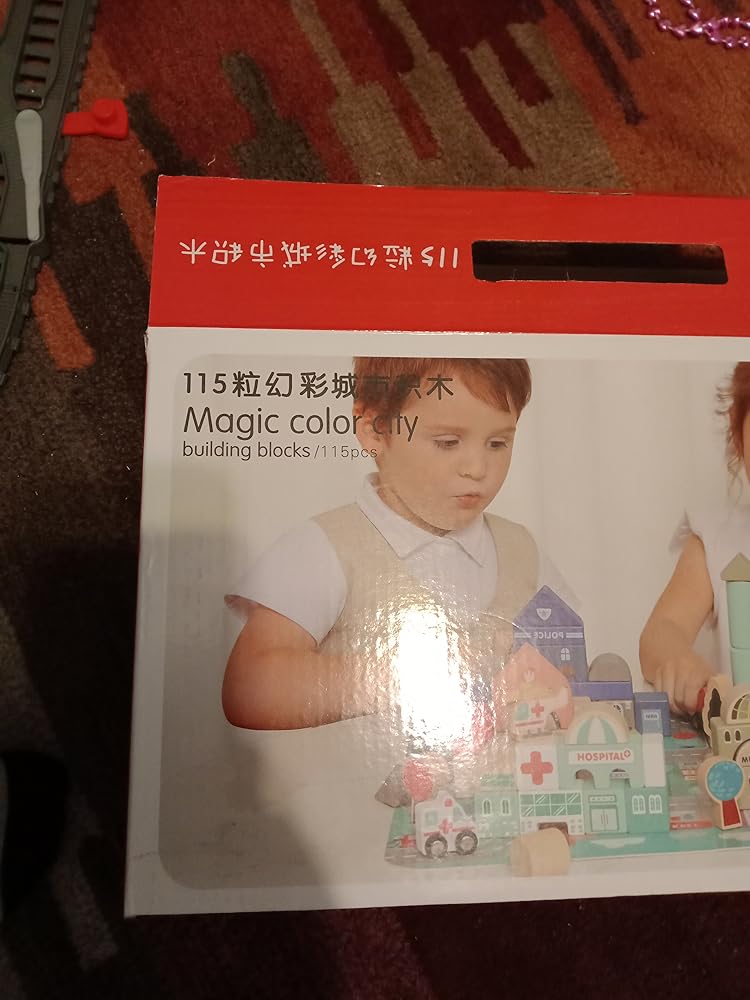 115粒幻彩城市积木
115粒幻彩城市积木
Magic color city
building blocks/115pcs
POLICE
HOSPITAL